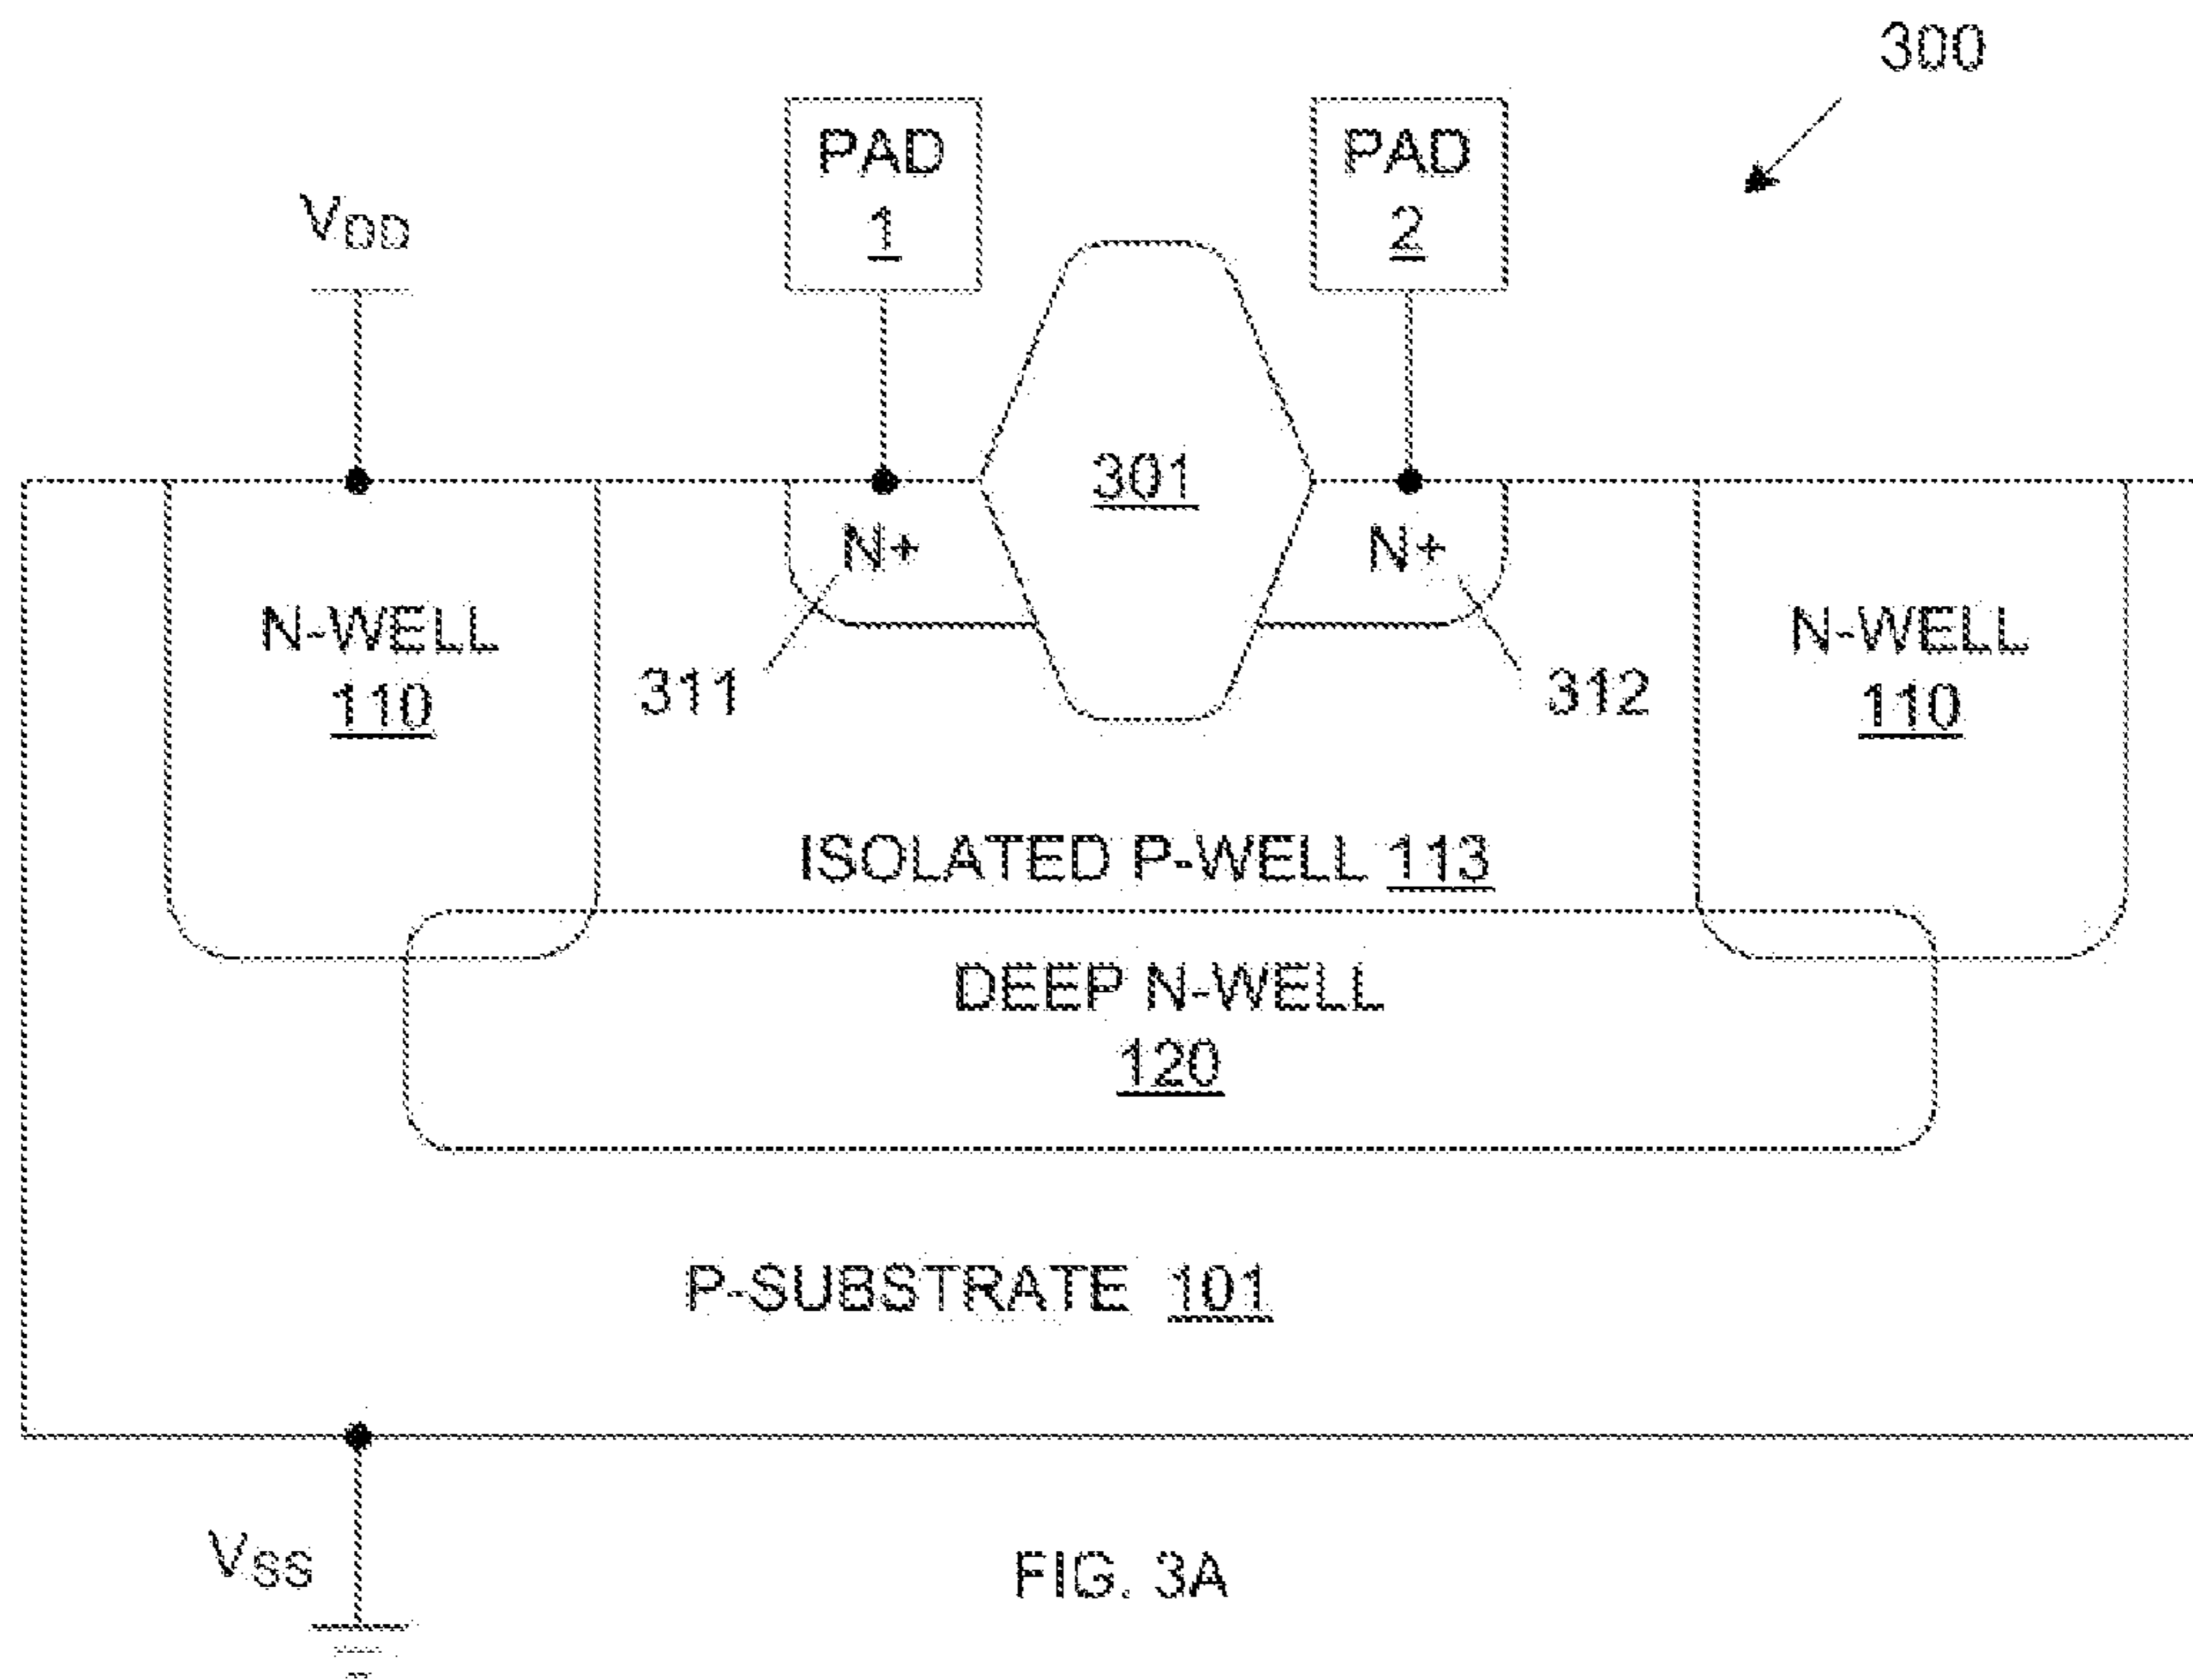 300
PAD
1
PAD
2
VDD
301
N+
N+
N-WELL
110
311
312
N-WELL
110
ISOLATED P-WELL 113
DEEP N-WELL
120
P-SUBSTRATE 101
VSS
FIG. 3A